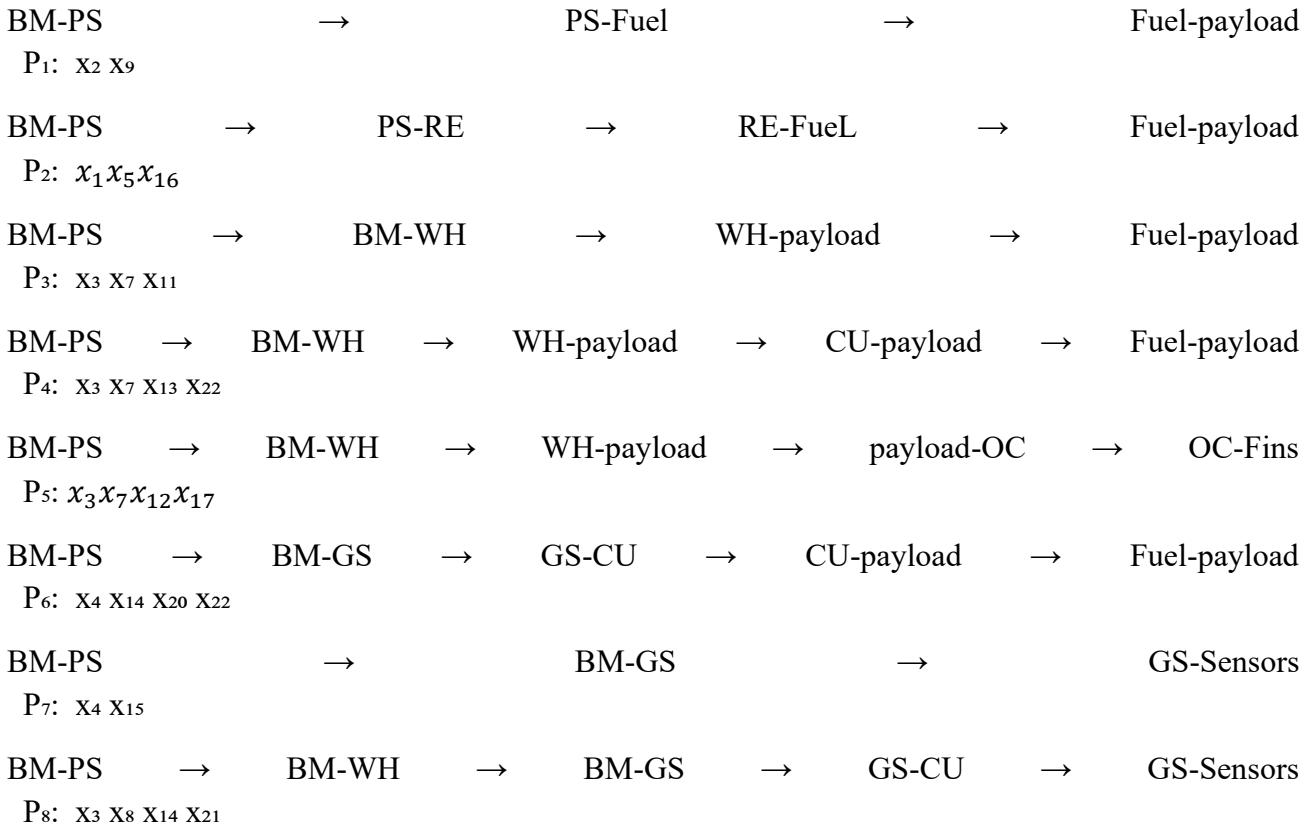 BM-PS → PS-Fuel → Fuel-payload
P₁: x₂ x₉
BM-PS → PS-RE → RE-FueL → Fuel-payload
P₂: 𝑥₁𝑥₅𝑥₁₆
BM-PS → BM-WH → WH-payload → Fuel-payload
P₃: x₃ x₇ x₁₁
BM-PS → BM-WH → WH-payload → CU-payload → Fuel-payload
P₄: x₃ x₇ x₁₃ x₂₂
BM-PS → BM-WH → WH-payload → payload-OC → OC-Fins
P₅: 𝑥₃𝑥₇𝑥₁₂𝑥₁₇
BM-PS → BM-GS → GS-CU → CU-payload → Fuel-payload
P₆: x₄ x₁₄ x₂₀ x₂₂
BM-PS → BM-GS → GS-Sensors
P₇: x₄ x₁₅
BM-PS → BM-WH → BM-GS → GS-CU → GS-Sensors
P₈: x₃ x₈ x₁₄ x₂₁